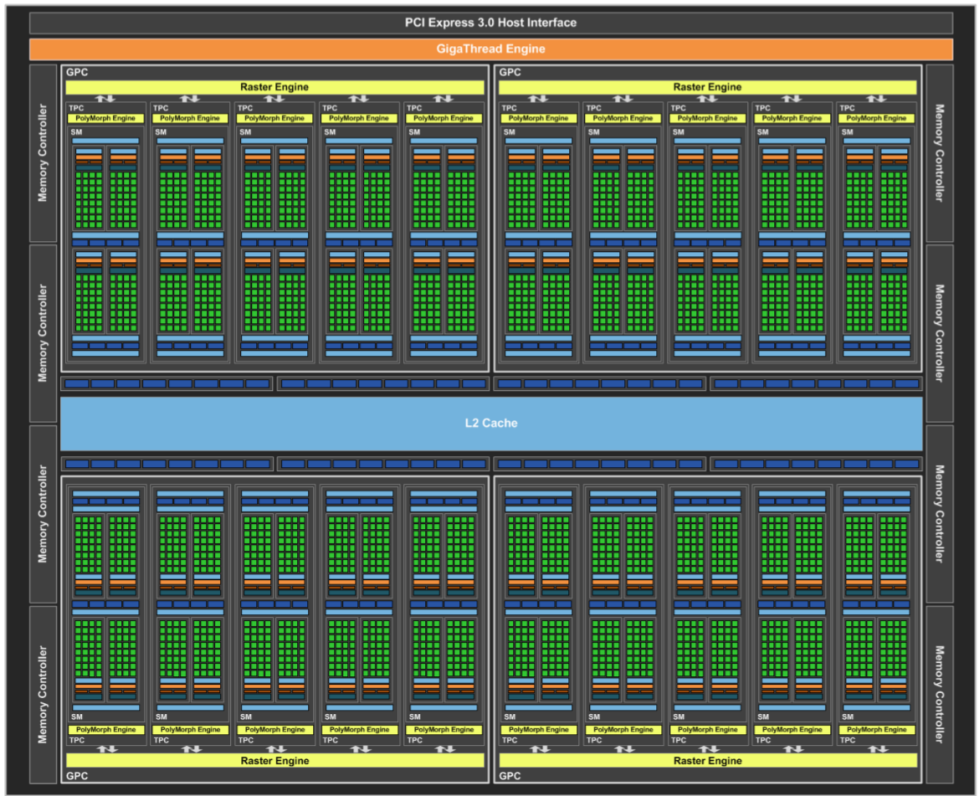 PCI Express 3.0 Host Interface
GigaThread Engine
Memory Controller
Memory Controller
Memory Controller
Memory Controller
GPC
Raster Engine
TPC TPC TPC TPC TPC
PolyMorph Engine PolyMorph Engine PolyMorph Engine PolyMorph Engine PolyMorph Engine
SM SM SM SM SM
GPC
Raster Engine
TPC TPC TPC TPC TPC
PolyMorph Engine PolyMorph Engine PolyMorph Engine PolyMorph Engine PolyMorph Engine
SM SM SM SM SM
L2 Cache
SM SM SM SM SM
PolyMorph Engine PolyMorph Engine PolyMorph Engine PolyMorph Engine PolyMorph Engine
TPC TPC TPC TPC TPC
Raster Engine
GPC
SM SM SM SM SM
PolyMorph Engine PolyMorph Engine PolyMorph Engine PolyMorph Engine PolyMorph Engine
TPC TPC TPC TPC TPC
Raster Engine
GPC
Memory Controller
Memory Controller
Memory Controller
Memory Controller